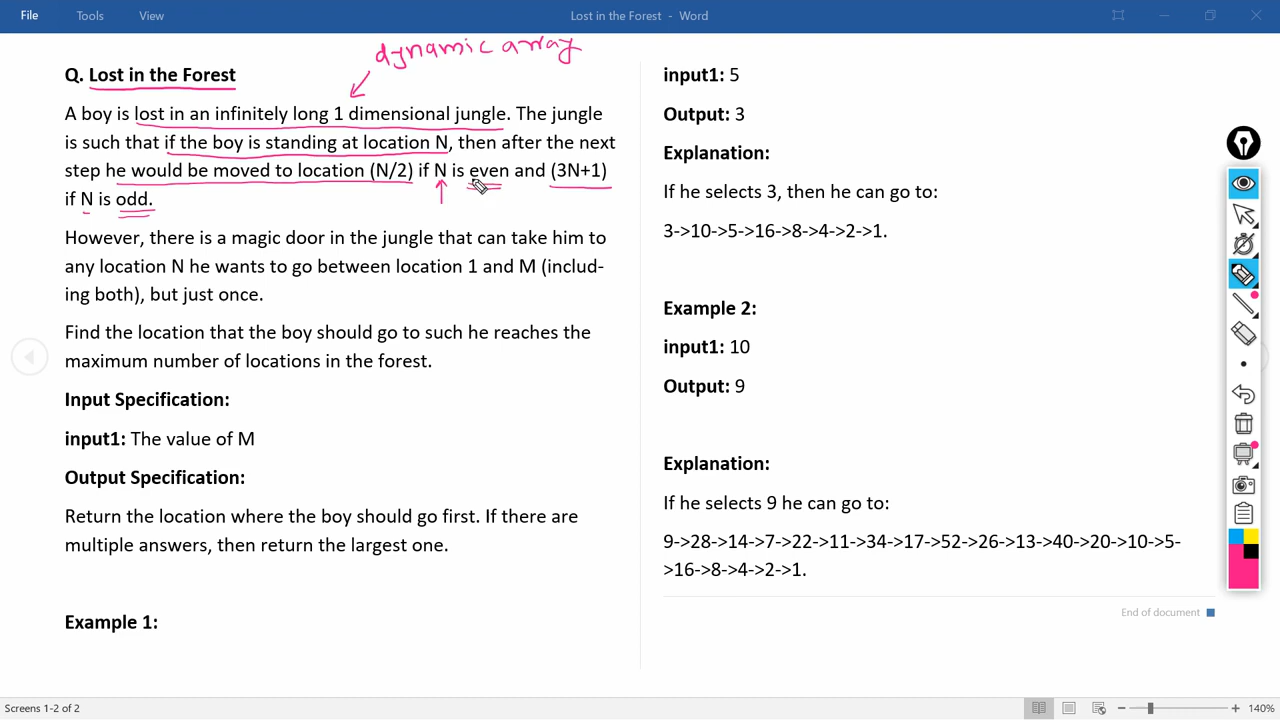 File
Tools
View
Lost in the Forest - Word
dynamic array
Q. Lost in the Forest
A boy is lost in an infinitely long 1 dimensional jungle. The jungle
is such that if the boy is standing at location N, then after the next
step he would be moved to location (N/2) if N is even and (3N+1)
if N is odd.
However, there is a magic door in the jungle that can take him to
any location N he wants to go between location 1 and M (includ-
ing both), but just once.
Find the location that the boy should go to such he reaches the
maximum number of locations in the forest.
Input Specification:
input1: The value of M
Output Specification:
Return the location where the boy should go first. If there are
multiple answers, then return the largest one.
Example 1:
input1: 5
Output: 3
Explanation:
If he selects 3, then he can go to:
3->10->5->16->8->4->2->1.
Example 2:
input1: 10
Output: 9
Explanation:
If he selects 9 he can go to:
9->28->14->7->22->11->34->17->52->26->13->40->20->10->5-
>16->8->4->2->1.
End of document
Screens 1-2 of 2
140%